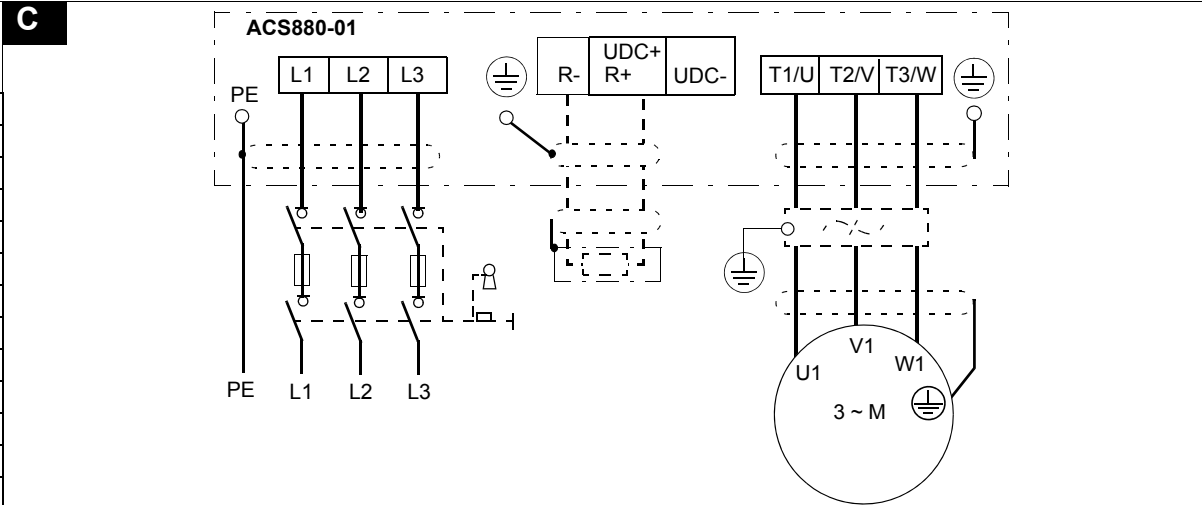 C
ACS880-01
L1 L2 L3
R- UDC+ R+ UDC-
T1/U T2/V T3/W
PE
PE L1 L2 L3
U1 V1 W1
3 ~ M